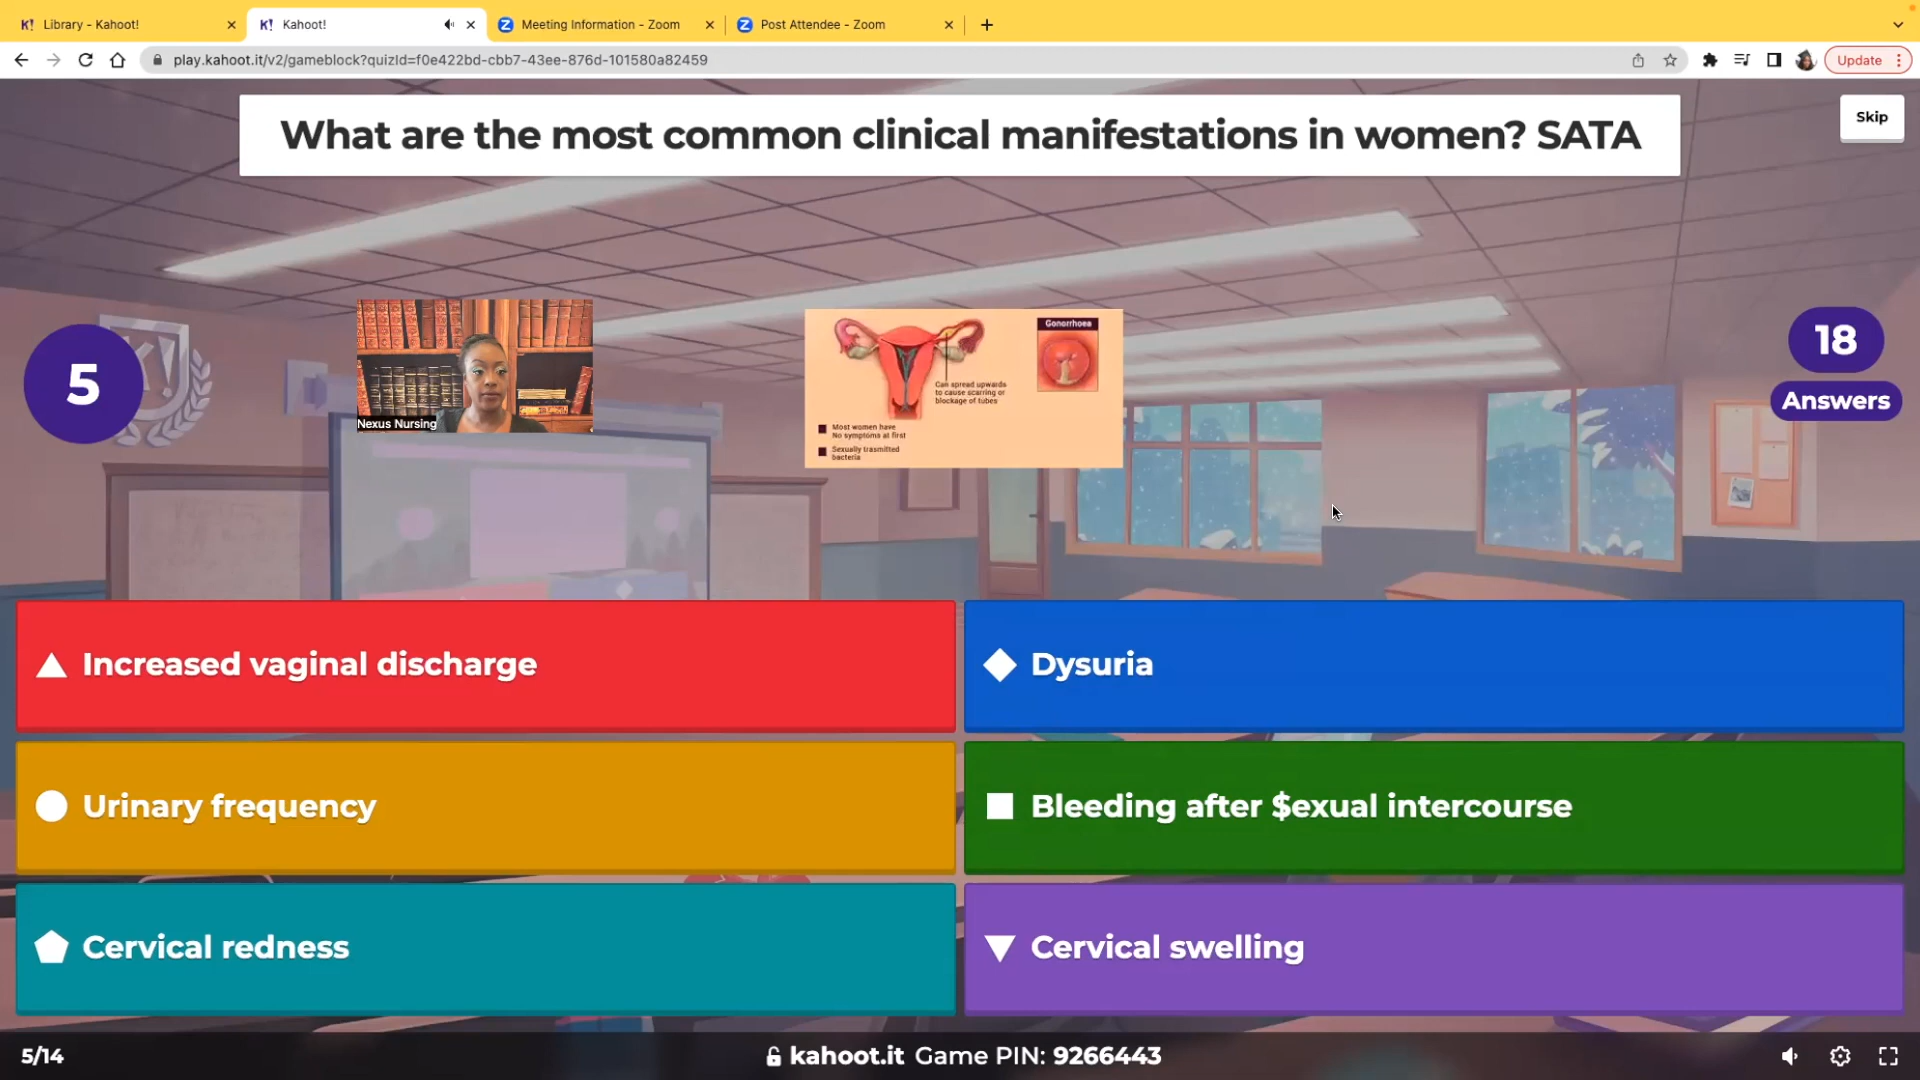 Library - Kahoot!
Kahoot!
Meeting Information - Zoom
Post Attendee - Zoom
play.kahoot.it/v2/gameblock?quizId=f0e422bd-cbb7-43ee-876d-101580a82459
Update
What are the most common clinical manifestations in women? SATA
Skip
5
Nexus Nursing
Gonorrhoea
Can spread upwards
to cause scarring or
blockage of tubes
Most women have
No symptoms at first
Sexually trasmitted
bacteria
18
Answers
Increased vaginal discharge
Dysuria
Urinary frequency
Bleeding after $exual intercourse
Cervical redness
Cervical swelling
5/14
kahoot.it Game PIN: 9266443